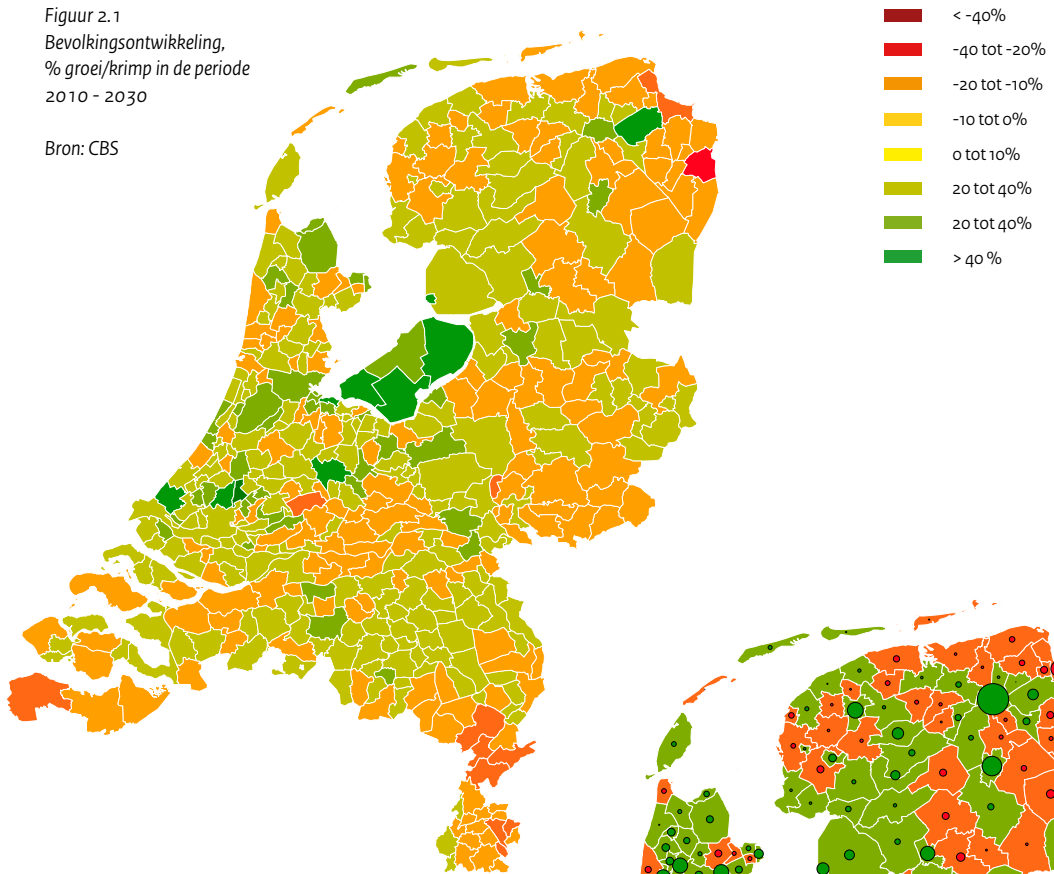 Figuur 2.1
Bevolkingsontwikkeling,
% groei/krimp in de periode
2010 - 2030
Bron: CBS
< -40%
-40 tot -20%
-20 tot -10%
-10 tot 0%
0 tot 10%
20 tot 40%
20 tot 40%
> 40 %